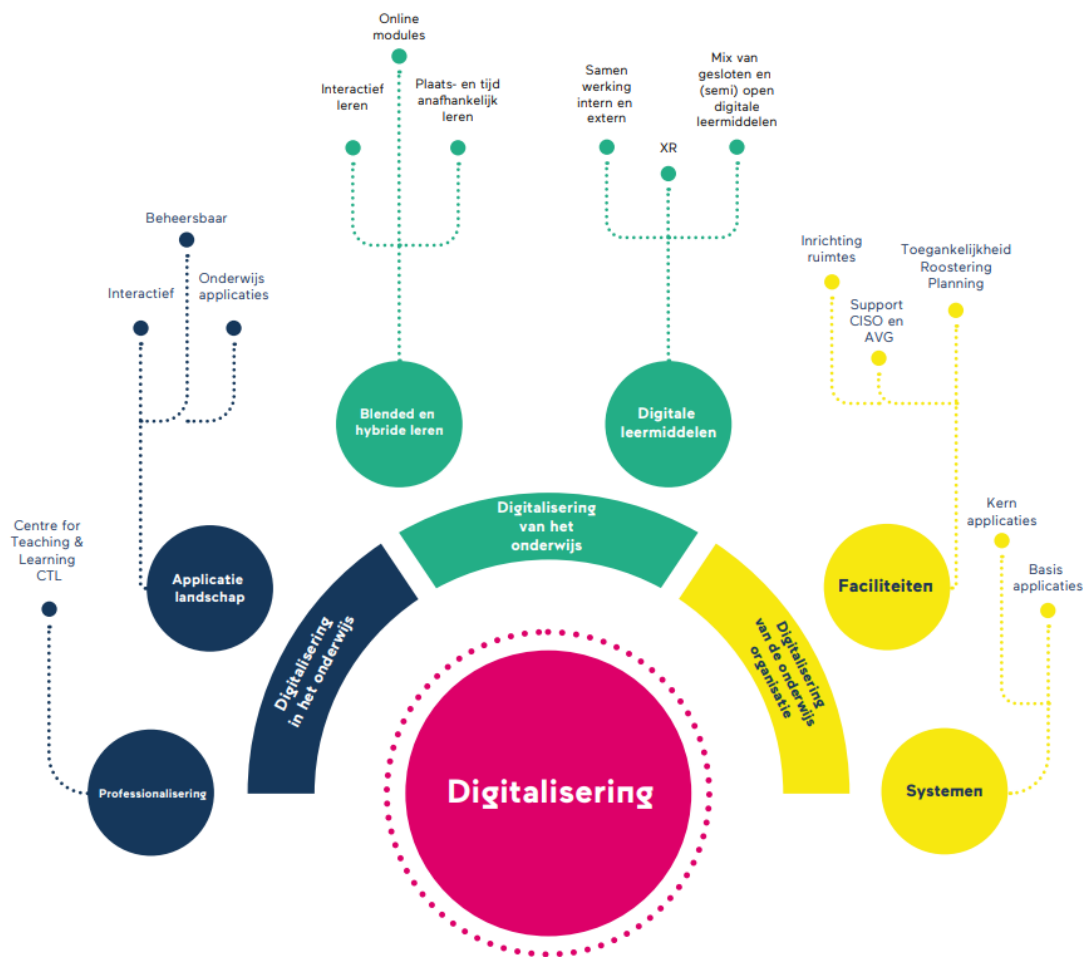 Online
modules
Interactief
leren
Plaats- en tijd
anafhankelijk
leren
Samen
werking
intern en
extern
XR
Mix van
gesloten en
(semi) open
digitale
leermiddelen
Beheersbaar
Interactief
Onderwijs
applicaties
Inrichting
ruimtes
Support
CISO en
AVG
Toegankelijkheid
Roostering
Planning
Blended en
hybride leren
Digitale
leermiddelen
Centre for
Teaching &
Learning
CTL
Applicatie
landschap
Digitalisering
in het onderwijs
Digitalisering
van het
onderwijs
Digitalisering
van de onderwijs
organisatie
Faciliteiten
Kern
applicaties
Basis
applicaties
Professionalisering
Digitalisering
Systemen